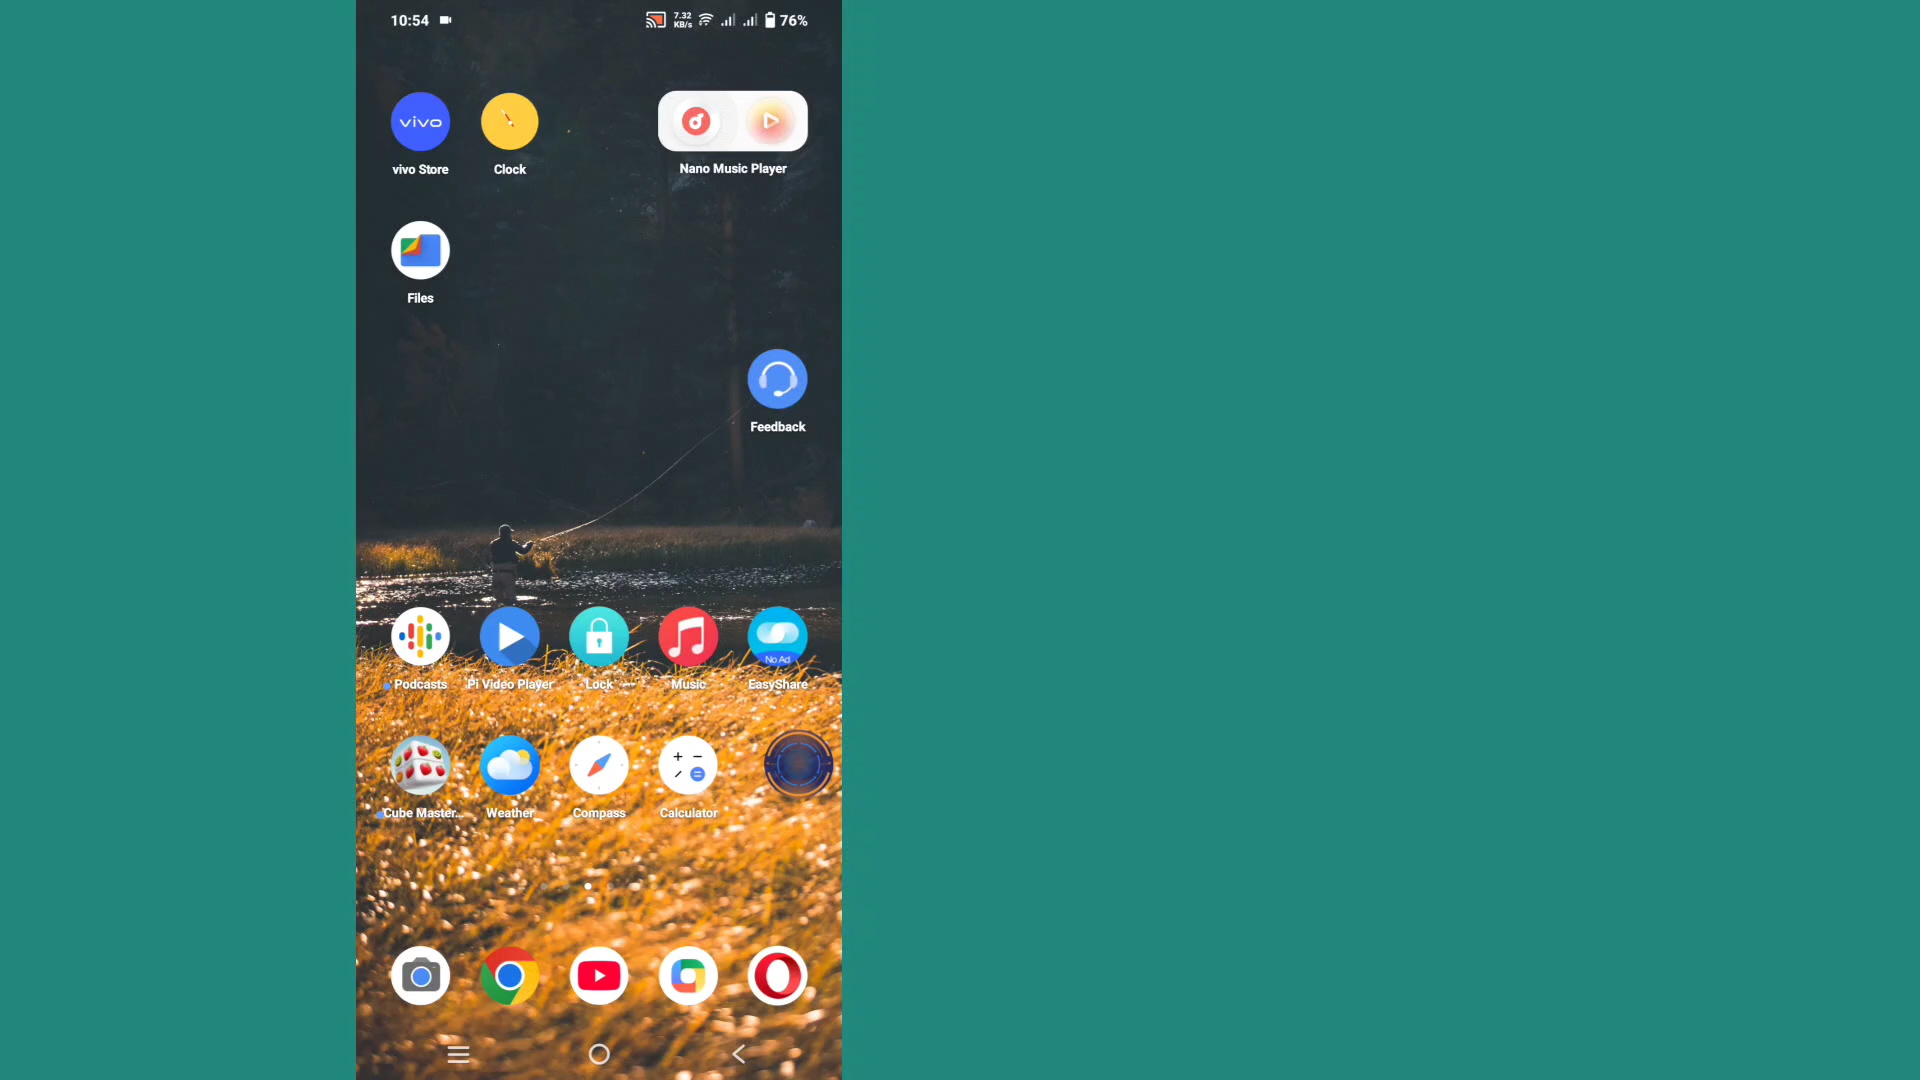 10:54 7.32 KB/s 76%
vivo
vivo Store Clock Nano Music Player
Files
Feedback
No Ad
Podcasts Pi Video Player Lock Music EasyShare
Cube Master... Weather Compass Calculator